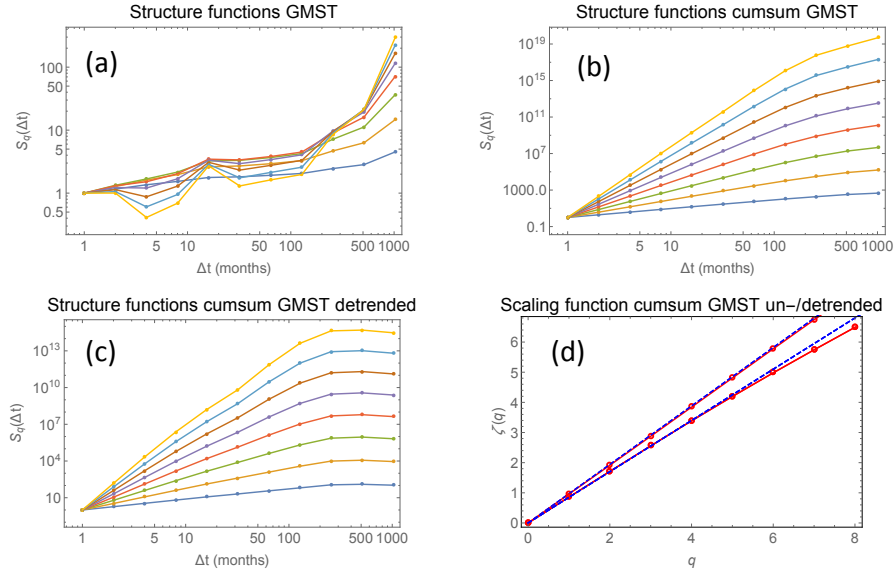 Structure functions GMST
(a)
S_q(Δt)
100
50
10
5
1
0.5
1 5 10 50 100 500 1000
Δt (months)
Structure functions cumsum GMST
(b)
S_q(Δt)
10^19
10^15
10^11
10^7
1000.0
0.1
1 5 10 50 100 500 1000
Δt (months)
Structure functions cumsum GMST detrended
(c)
S_q(Δt)
10^13
10^10
10^7
10^4
10
1 5 10 50 100 500 1000
Δt (months)
Scaling function cumsum GMST un-/detrended
(d)
ζ(q)
6
5
4
3
2
1
0
0 2 4 6 8
q